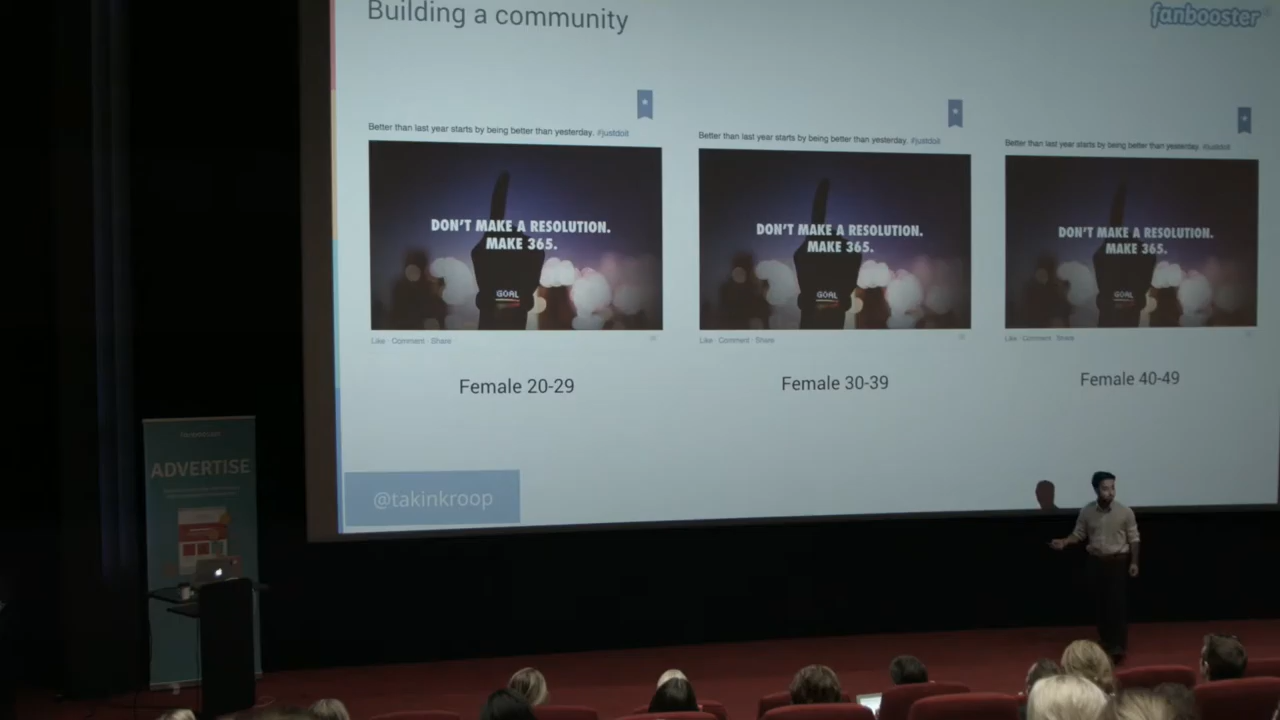 Building a community
fanbooster
Better than last year starts by being better than yesterday. #justdoit
DON'T MAKE A RESOLUTION.
MAKE 365.
GOAL
Like · Comment · Share
Female 20-29
Better than last year starts by being better than yesterday. #justdoit
DON'T MAKE A RESOLUTION.
MAKE 365.
GOAL
Like · Comment · Share
Female 30-39
Better than last year starts by being better than yesterday. #justdoit
DON'T MAKE A RESOLUTION.
MAKE 365.
GOAL
Like · Comment · Share
Female 40-49
@takinkroop
ADVERTISE